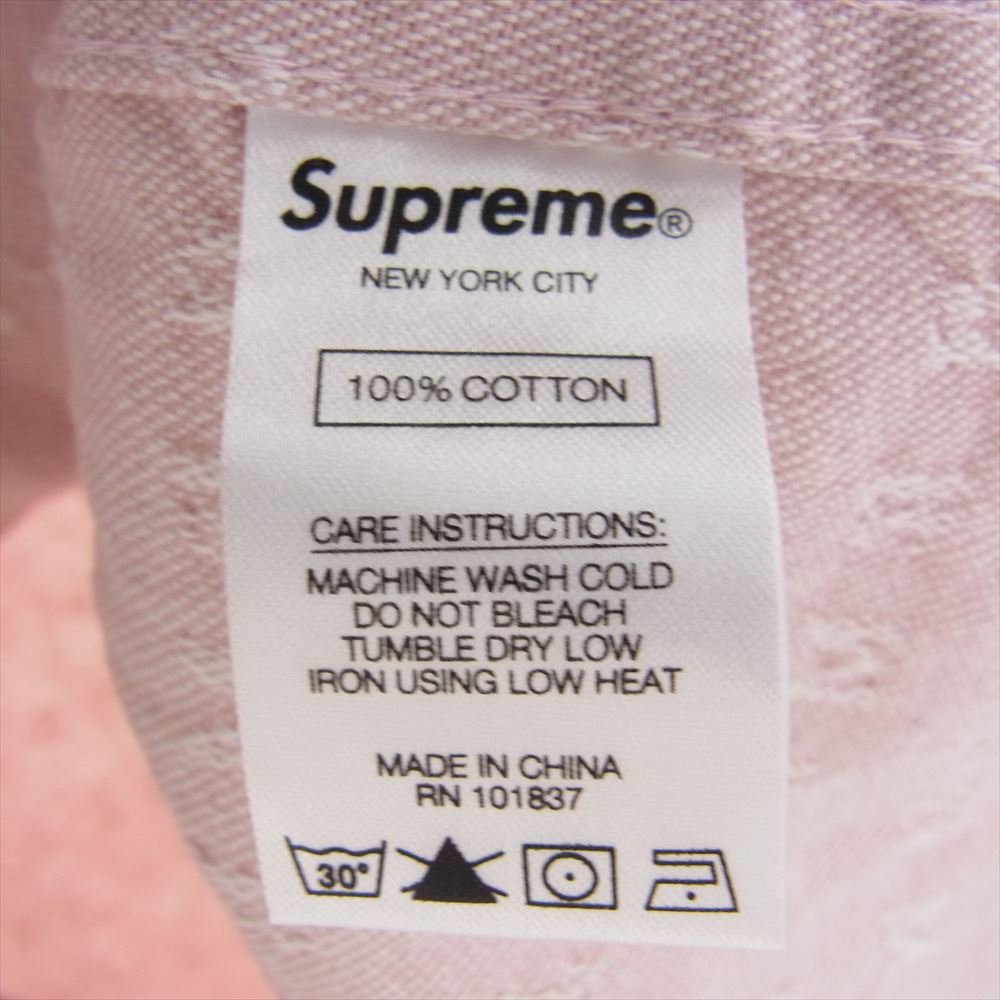 Supreme®
NEW YORK CITY
100% COTTON
CARE INSTRUCTIONS:
MACHINE WASH COLD
DO NOT BLEACH
TUMBLE DRY LOW
IRON USING LOW HEAT
MADE IN CHINA
RN 101837
30°